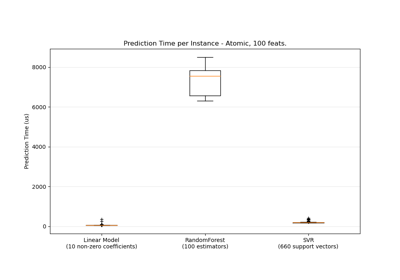 Prediction Time per Instance - Atomic, 100 feats.
8000
6000
4000
2000
0
Prediction Time (us)
Linear Model
(10 non-zero coefficients)
RandomForest
(100 estimators)
SVR
(660 support vectors)